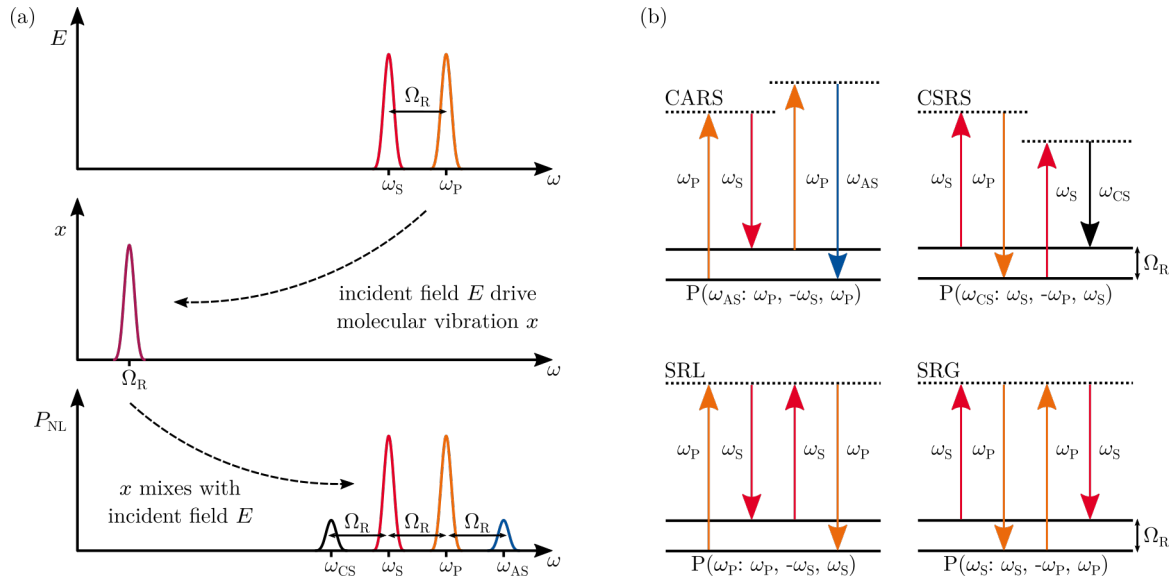 (a)
E
Ω_R
ω_S
ω_P
ω
x
incident field E drive
molecular vibration x
Ω_R
ω
P_NL
x mixes with
incident field E
Ω_R
Ω_R
Ω_R
ω_CS
ω_S
ω_P
ω_AS
ω
(b)
CARS
ω_P
ω_S
ω_P
ω_AS
P(ω_AS: ω_P, -ω_S, ω_P)
CSRS
ω_S
ω_P
ω_S
ω_CS
Ω_R
P(ω_CS: ω_S, -ω_P, ω_S)
SRL
ω_P
ω_S
ω_S
ω_P
P(ω_P: ω_P, -ω_S, ω_S)
SRG
ω_S
ω_P
ω_P
ω_S
Ω_R
P(ω_S: ω_S, -ω_P, ω_P)